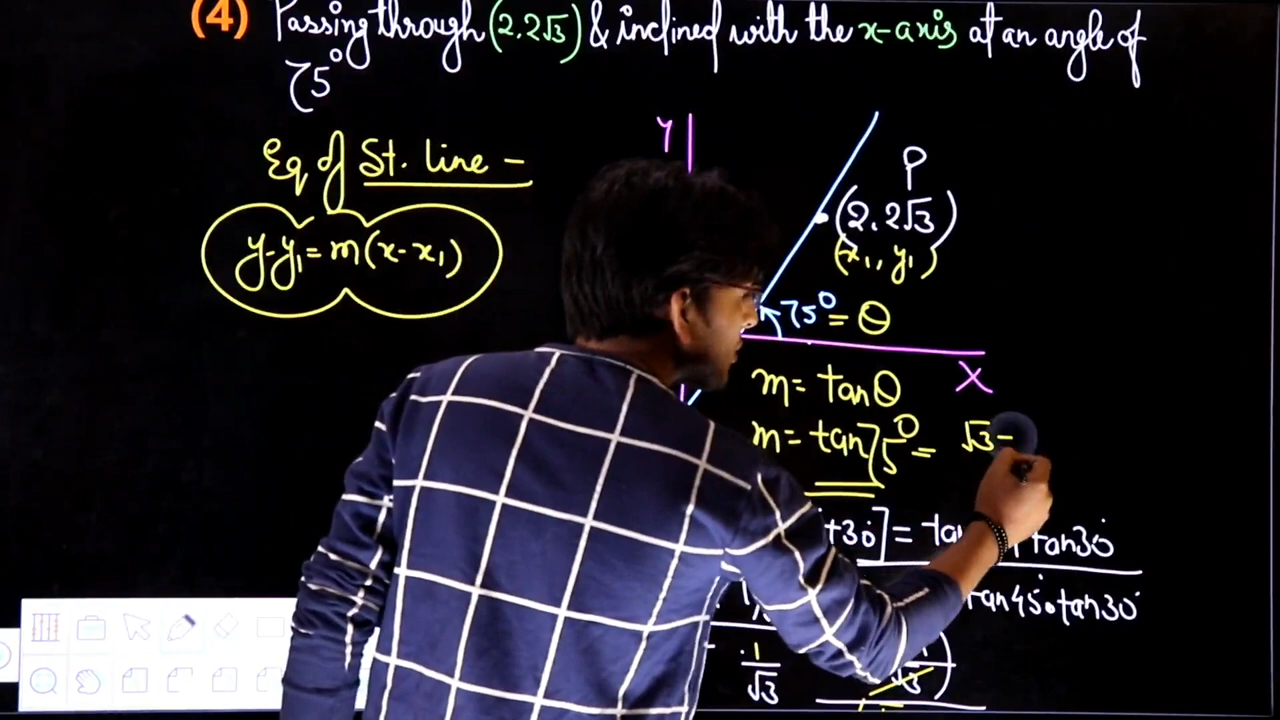 (4) Passing through (2, 2√3) & inclined with the x-axis at an angle of
75°
Eq of St. line -
y-y₁=m(x-x₁)
Y
P
(2, 2√3)
(x₁, y₁)
75° = θ
X
m= tanθ
m= tan75° = √3-
+30°] = tan30°
tan45°. tan30°
1/√3